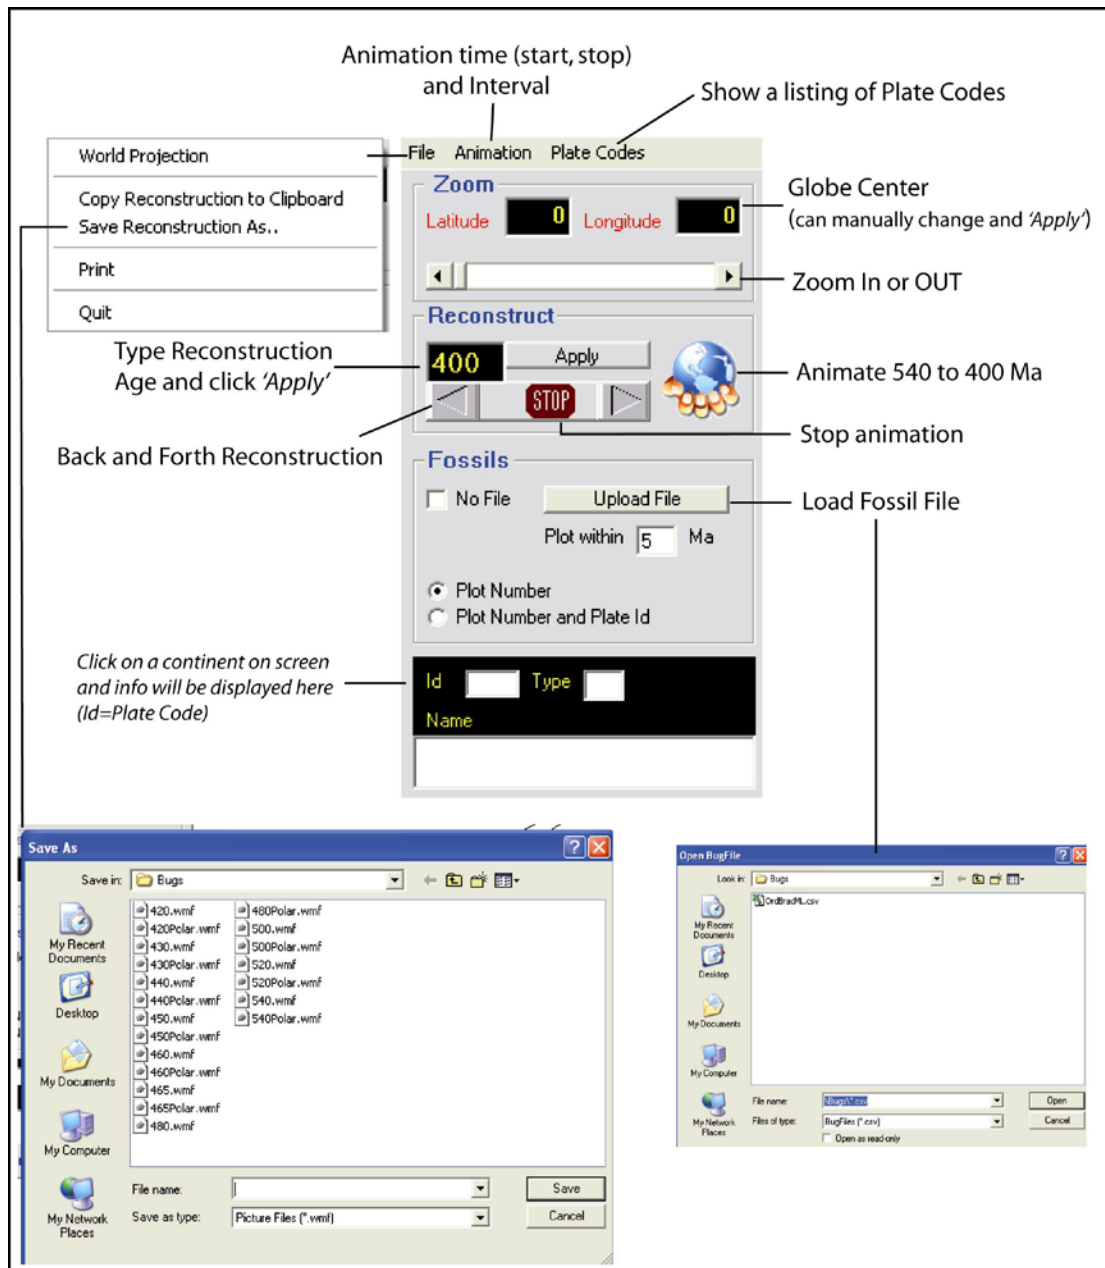 Animation time (start, stop)
and Interval
Show a listing of Plate Codes
World Projection
Copy Reconstruction to Clipboard
Save Reconstruction As..
Print
Quit
File Animation Plate Codes
Zoom
Latitude 0 Longitude 0
Globe Center
(can manually change and 'Apply')
Zoom In or OUT
Reconstruct
Type Reconstruction
Age and click 'Apply'
400 Apply
STOP
Animate 540 to 400 Ma
Stop animation
Back and Forth Reconstruction
Fossils
No File Upload File
Load Fossil File
Plot within 5 Ma
Plot Number
Plot Number and Plate Id
Click on a continent on screen
and info will be displayed here
(Id=Plate Code)
Id Type
Name
Save As
Save in: Bugs
My Recent
Documents
Desktop
My Documents
My Computer
My Network
Places
420.wmf
420Polar.wmf
430.wmf
430Polar.wmf
440.wmf
440Polar.wmf
450.wmf
450Polar.wmf
460.wmf
460Polar.wmf
465.wmf
465Polar.wmf
480.wmf
480Polar.wmf
500.wmf
500Polar.wmf
520.wmf
520Polar.wmf
540.wmf
540Polar.wmf
File name: Save
Save as type: Picture Files (*.wmf) Cancel
Open BugFile
Look in: Bugs
My Recent
Documents
Desktop
My Documents
My Computer
My Network
Places
OrdBracML.csv
File name: \Bugs\*.csv Open
Files of type: BugFiles (*.csv) Cancel
Open as read-only